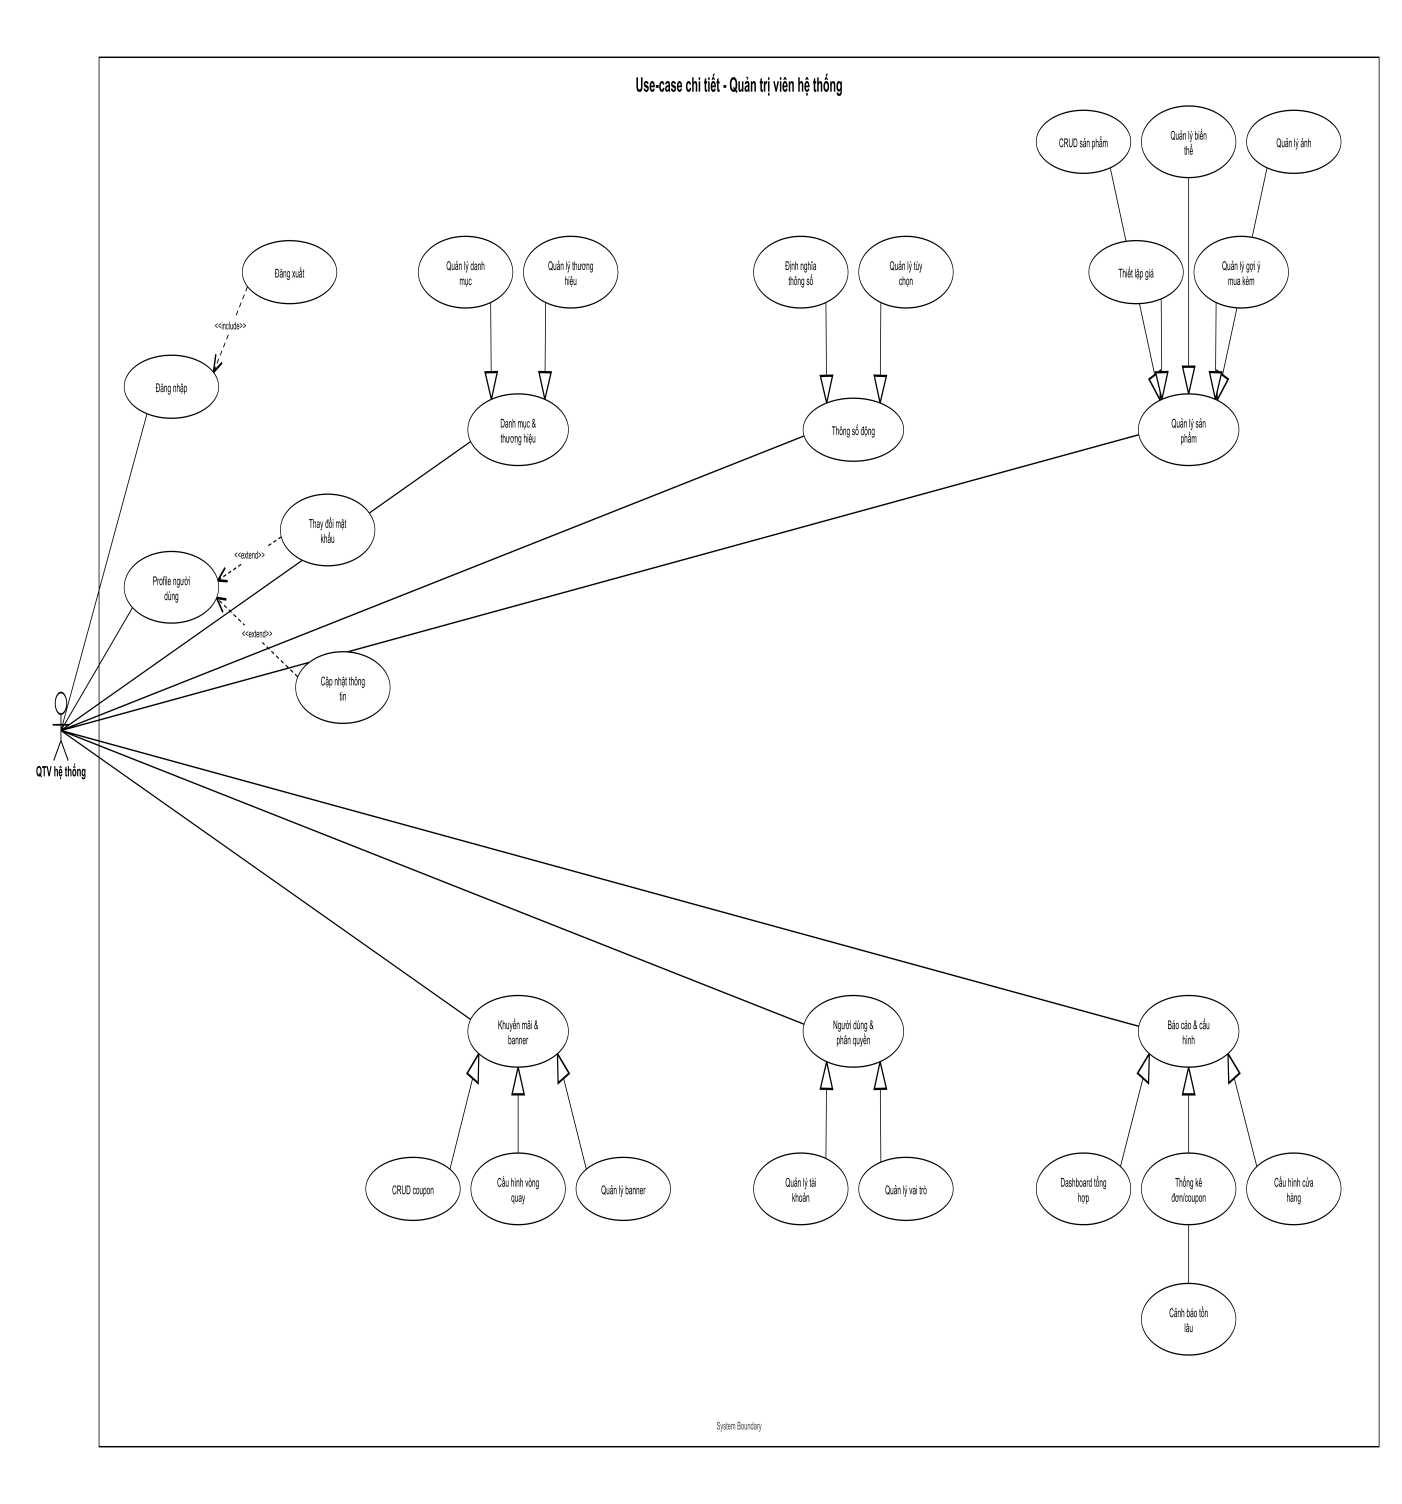 Use-case chi tiết - Quản trị viên hệ thống
CRUD sản phẩm
Quản lý biến
thể
Quản lý ảnh
Đăng xuất
Quản lý danh
mục
Quản lý thương
hiệu
Định nghĩa
thông số
Quản lý tùy
chọn
Thiết lập giá
Quản lý gợi ý
mua kèm
<<include>>
Đăng nhập
Danh mục &
thương hiệu
Thông số động
Quản lý sản
phẩm
Thay đổi mật
khẩu
<<extend>>
Profile người
dùng
<<extend>>
Cập nhật thông
tin
QTV hệ thống
Khuyến mãi &
banner
Người dùng &
phân quyền
Báo cáo & cấu
hình
CRUD coupon
Cấu hình vòng
quay
Quản lý banner
Quản lý tài
khoản
Quản lý vai trò
Dashboard tổng
hợp
Thống kê
đơn/coupon
Cấu hình cửa
hàng
Cảnh báo tồn
lâu
System Boundary